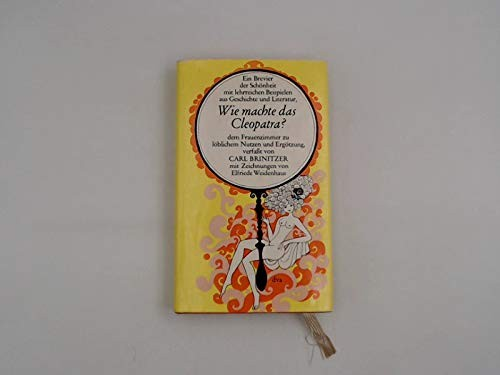 Ein Brevier
der Schönheit
mit lehrreichen Beispielen
aus Geschichte und Literatur,
Wie machte das
Cleopatra?
dem Frauenzimmer zu
löblichem Nutzen und Ergötzung,
verfaßt von
CARL BRINITZER
mit Zeichnungen von
Elfriede Weidenhaus
dva